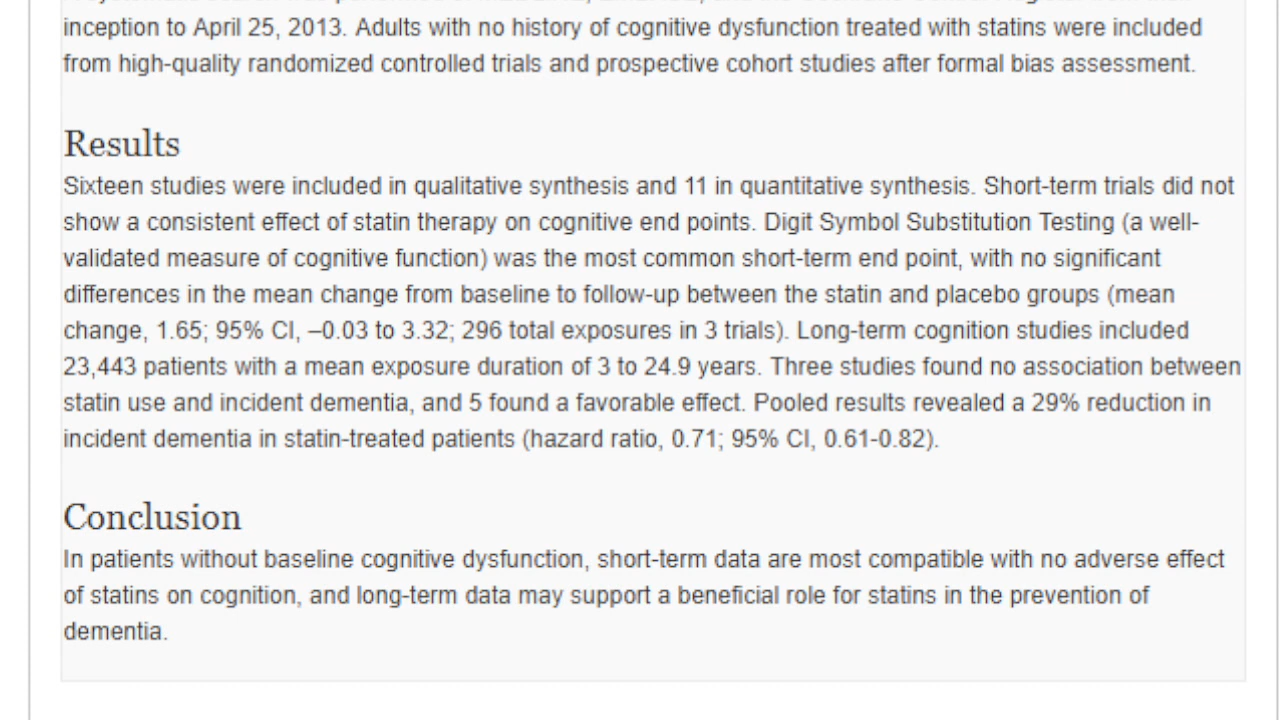 inception to April 25, 2013. Adults with no history of cognitive dysfunction treated with statins were included
from high-quality randomized controlled trials and prospective cohort studies after formal bias assessment.
Results
Sixteen studies were included in qualitative synthesis and 11 in quantitative synthesis. Short-term trials did not
show a consistent effect of statin therapy on cognitive end points. Digit Symbol Substitution Testing (a well-
validated measure of cognitive function) was the most common short-term end point, with no significant
differences in the mean change from baseline to follow-up between the statin and placebo groups (mean
change, 1.65; 95% CI, –0.03 to 3.32; 296 total exposures in 3 trials). Long-term cognition studies included
23,443 patients with a mean exposure duration of 3 to 24.9 years. Three studies found no association between
statin use and incident dementia, and 5 found a favorable effect. Pooled results revealed a 29% reduction in
incident dementia in statin-treated patients (hazard ratio, 0.71; 95% CI, 0.61-0.82).
Conclusion
In patients without baseline cognitive dysfunction, short-term data are most compatible with no adverse effect
of statins on cognition, and long-term data may support a beneficial role for statins in the prevention of
dementia.